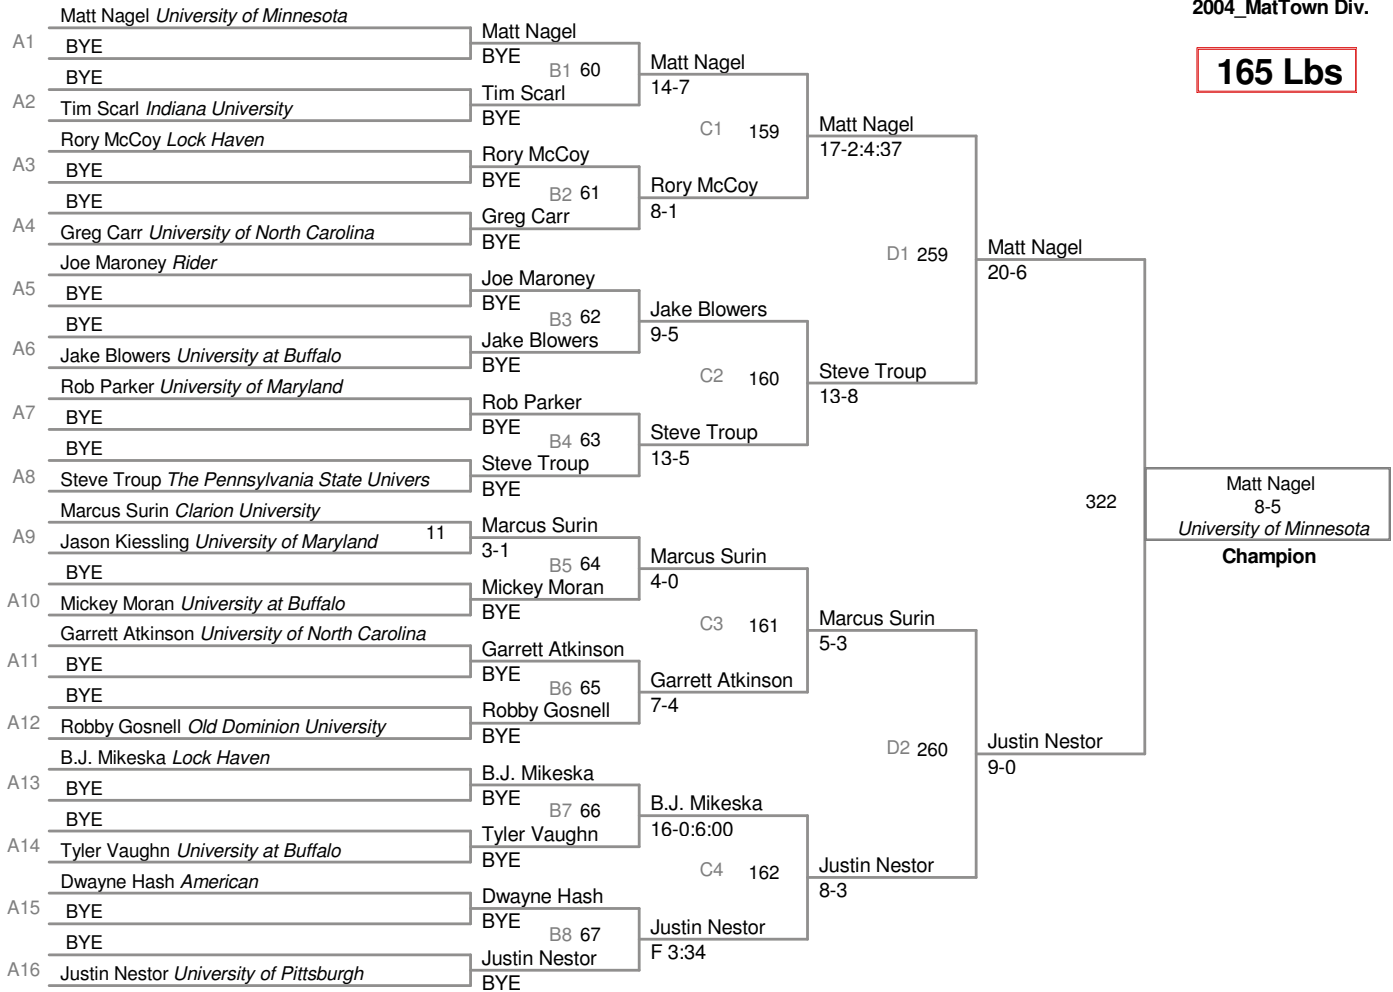 2004_MatTown Div.
165 Lbs
A1
Matt Nagel University of Minnesota
BYE
A2
BYE
Tim Scarl Indiana University
A3
Rory McCoy Lock Haven
BYE
A4
BYE
Greg Carr University of North Carolina
A5
Joe Maroney Rider
BYE
A6
BYE
Jake Blowers University at Buffalo
A7
Rob Parker University of Maryland
BYE
A8
BYE
Steve Troup The Pennsylvania State Univers
A9
Marcus Surin Clarion University
Jason Kiessling University of Maryland 11
A10
BYE
Mickey Moran University at Buffalo
A11
Garrett Atkinson University of North Carolina
BYE
A12
BYE
Robby Gosnell Old Dominion University
A13
B.J. Mikeska Lock Haven
BYE
A14
BYE
Tyler Vaughn University at Buffalo
A15
Dwayne Hash American
BYE
A16
BYE
Justin Nestor University of Pittsburgh
Matt Nagel
BYE
B1 60
Tim Scarl
BYE
Rory McCoy
BYE
B2 61
Greg Carr
BYE
Joe Maroney
BYE
B3 62
Jake Blowers
BYE
Rob Parker
BYE
B4 63
Steve Troup
BYE
Marcus Surin
3-1
B5 64
Mickey Moran
BYE
Garrett Atkinson
BYE
B6 65
Robby Gosnell
BYE
B.J. Mikeska
BYE
B7 66
Tyler Vaughn
BYE
Dwayne Hash
BYE
B8 67
Justin Nestor
BYE
Matt Nagel
14-7
C1 159
Rory McCoy
8-1
Jake Blowers
9-5
C2 160
Steve Troup
13-5
Marcus Surin
4-0
C3 161
Garrett Atkinson
7-4
B.J. Mikeska
16-0:6:00
C4 162
Justin Nestor
F 3:34
Matt Nagel
17-2:4:37
D1 259
Steve Troup
13-8
Marcus Surin
5-3
D2 260
Justin Nestor
8-3
Matt Nagel
20-6
322
Justin Nestor
9-0
Matt Nagel
8-5
University of Minnesota
Champion